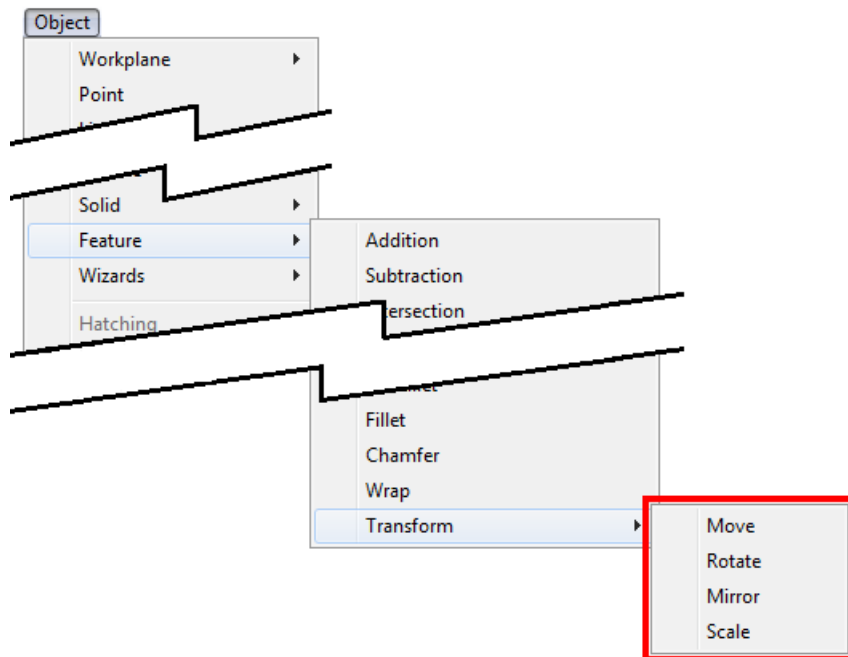 Object
Workplane
Point
Solid
Feature
Wizards
Hatching
Addition
Subtraction
Fillet
Chamfer
Wrap
Transform
Move
Rotate
Mirror
Scale